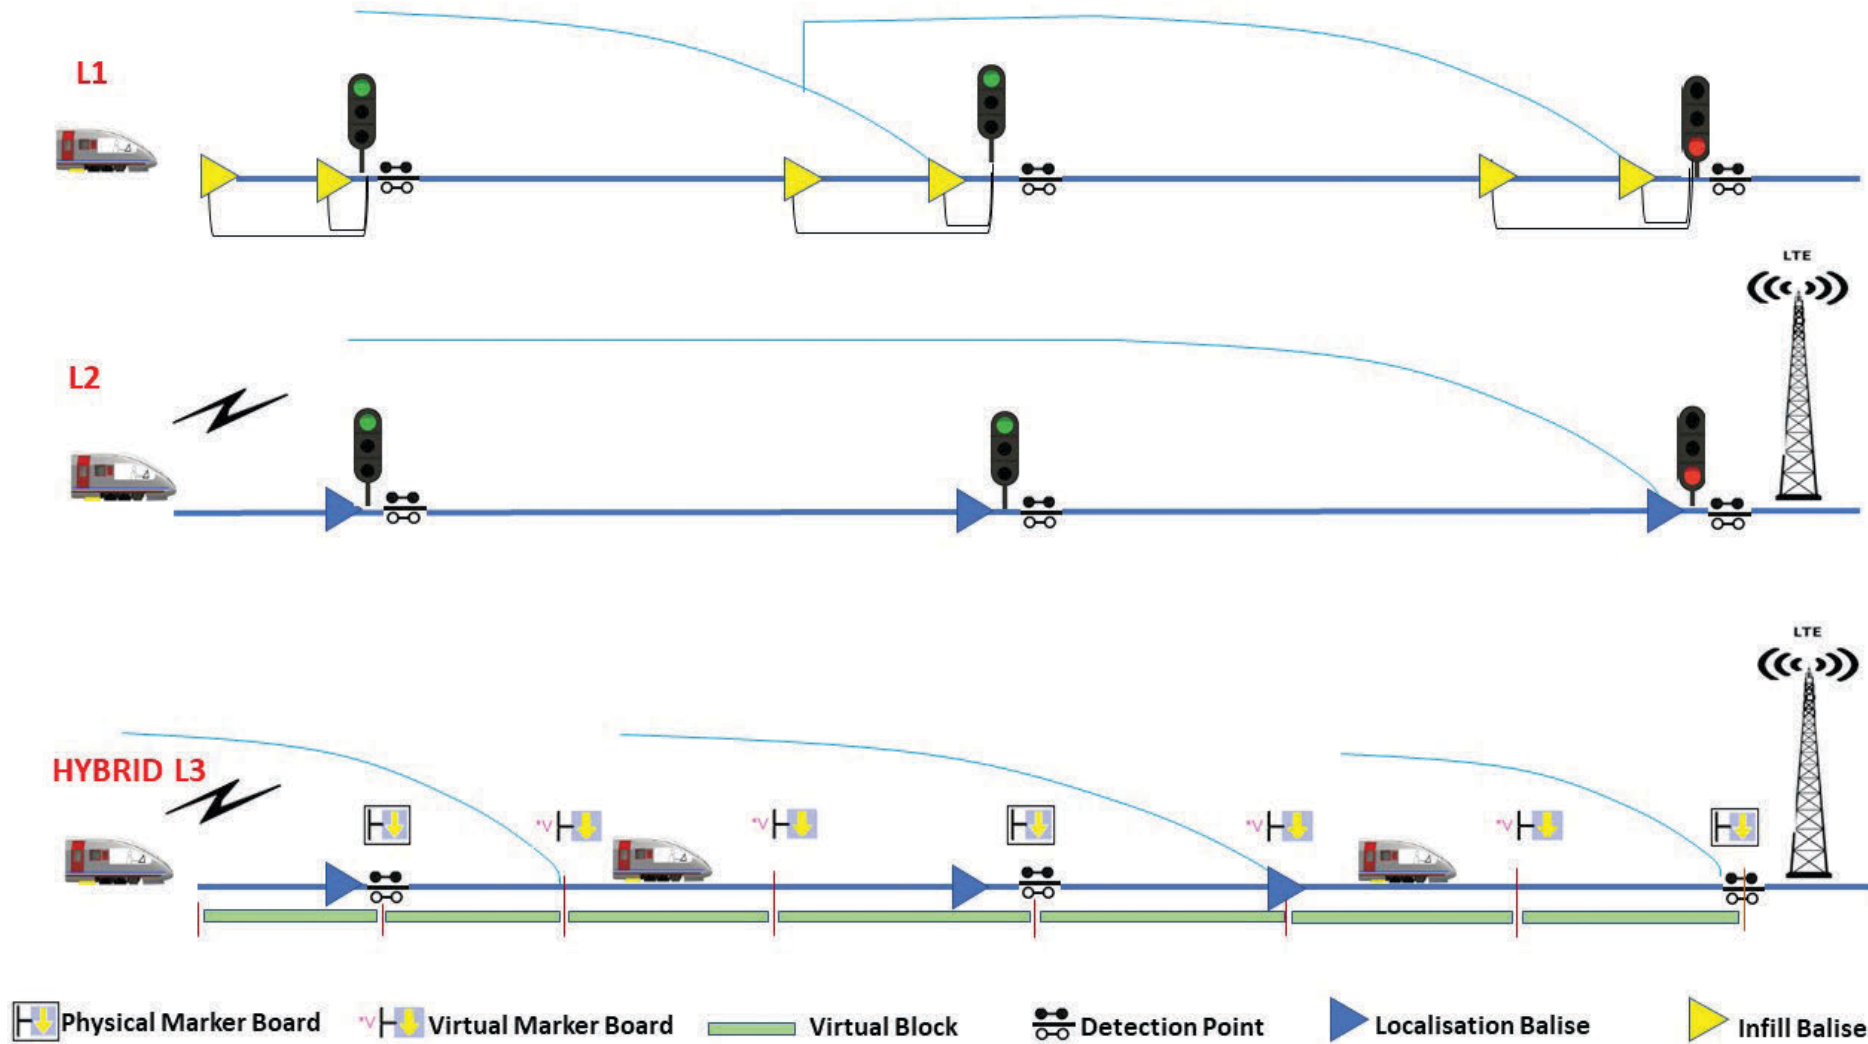 L1
LTE
L2
LTE
HYBRID L3
*V
*V
*V
*V
Physical Marker Board
*V
Virtual Marker Board
Virtual Block
Detection Point
Localisation Balise
Infill Balise